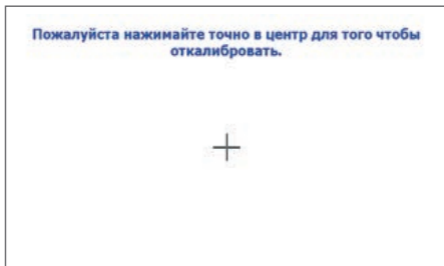 Пожалуйста нажимайте точно в центр для того чтобы
откалибровать.